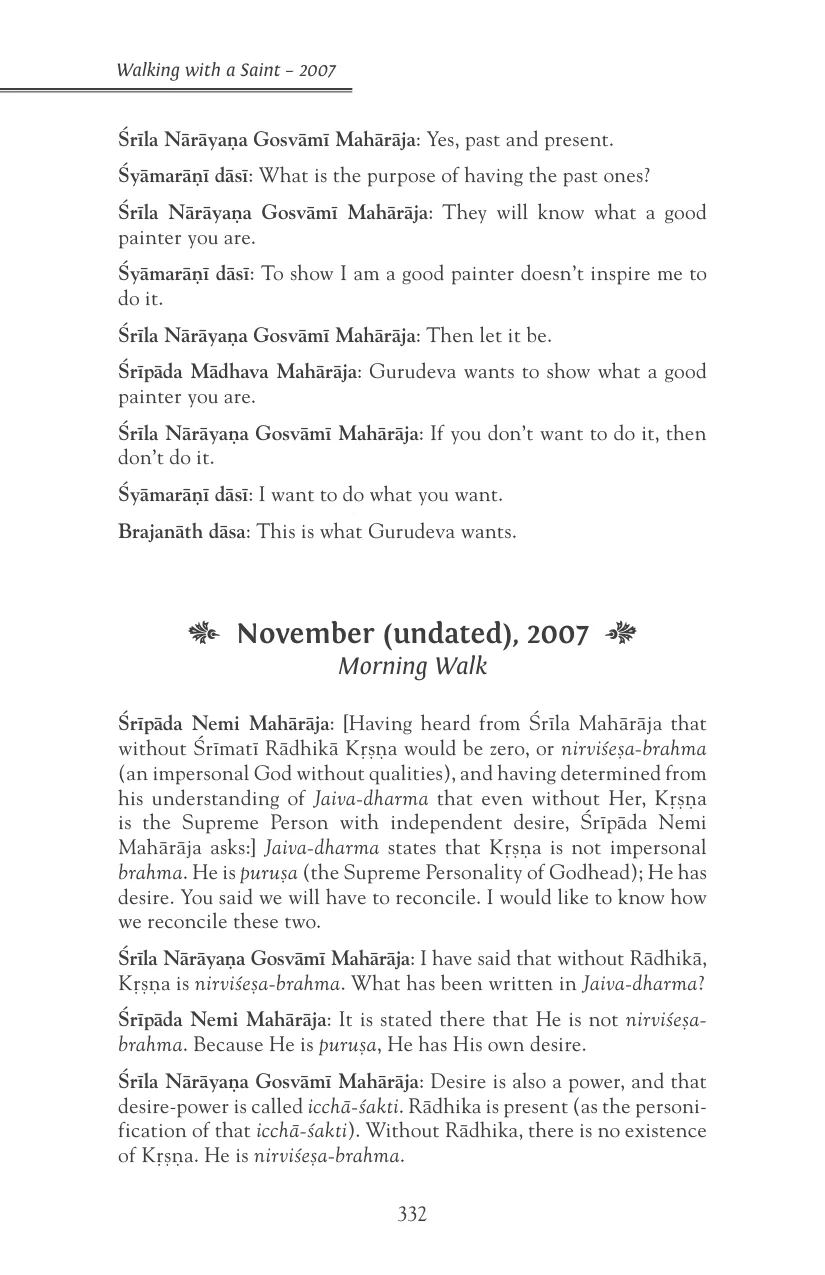 Walking with a Saint – 2007
Śrīla Nārāyaṇa Gosvāmī Mahārāja: Yes, past and present.
Śyāmarāṇī dāsī: What is the purpose of having the past ones?
Śrīla Nārāyaṇa Gosvāmī Mahārāja: They will know what a good
painter you are.
Śyāmarāṇī dāsī: To show I am a good painter doesn’t inspire me to
do it.
Śrīla Nārāyaṇa Gosvāmī Mahārāja: Then let it be.
Śrīpāda Mādhava Mahārāja: Gurudeva wants to show what a good
painter you are.
Śrīla Nārāyaṇa Gosvāmī Mahārāja: If you don’t want to do it, then
don’t do it.
Śyāmarāṇī dāsī: I want to do what you want.
Brajanāth dāsa: This is what Gurudeva wants.
November (undated), 2007
Morning Walk
Śrīpāda Nemi Mahārāja: [Having heard from Śrīla Mahārāja that
without Śrīmatī Rādhikā Kṛṣṇa would be zero, or nirviśeṣa-brahma
(an impersonal God without qualities), and having determined from
his understanding of Jaiva-dharma that even without Her, Kṛṣṇa
is the Supreme Person with independent desire, Śrīpāda Nemi
Mahārāja asks:] Jaiva-dharma states that Kṛṣṇa is not impersonal
brahma. He is puruṣa (the Supreme Personality of Godhead); He has
desire. You said we will have to reconcile. I would like to know how
we reconcile these two.
Śrīla Nārāyaṇa Gosvāmī Mahārāja: I have said that without Rādhikā,
Kṛṣṇa is nirviśeṣa-brahma. What has been written in Jaiva-dharma?
Śrīpāda Nemi Mahārāja: It is stated there that He is not nirviśeṣa-
brahma. Because He is puruṣa, He has His own desire.
Śrīla Nārāyaṇa Gosvāmī Mahārāja: Desire is also a power, and that
desire-power is called icchā-śakti. Rādhika is present (as the personi-
fication of that icchā-śakti). Without Rādhika, there is no existence
of Kṛṣṇa. He is nirviśeṣa-brahma.
332